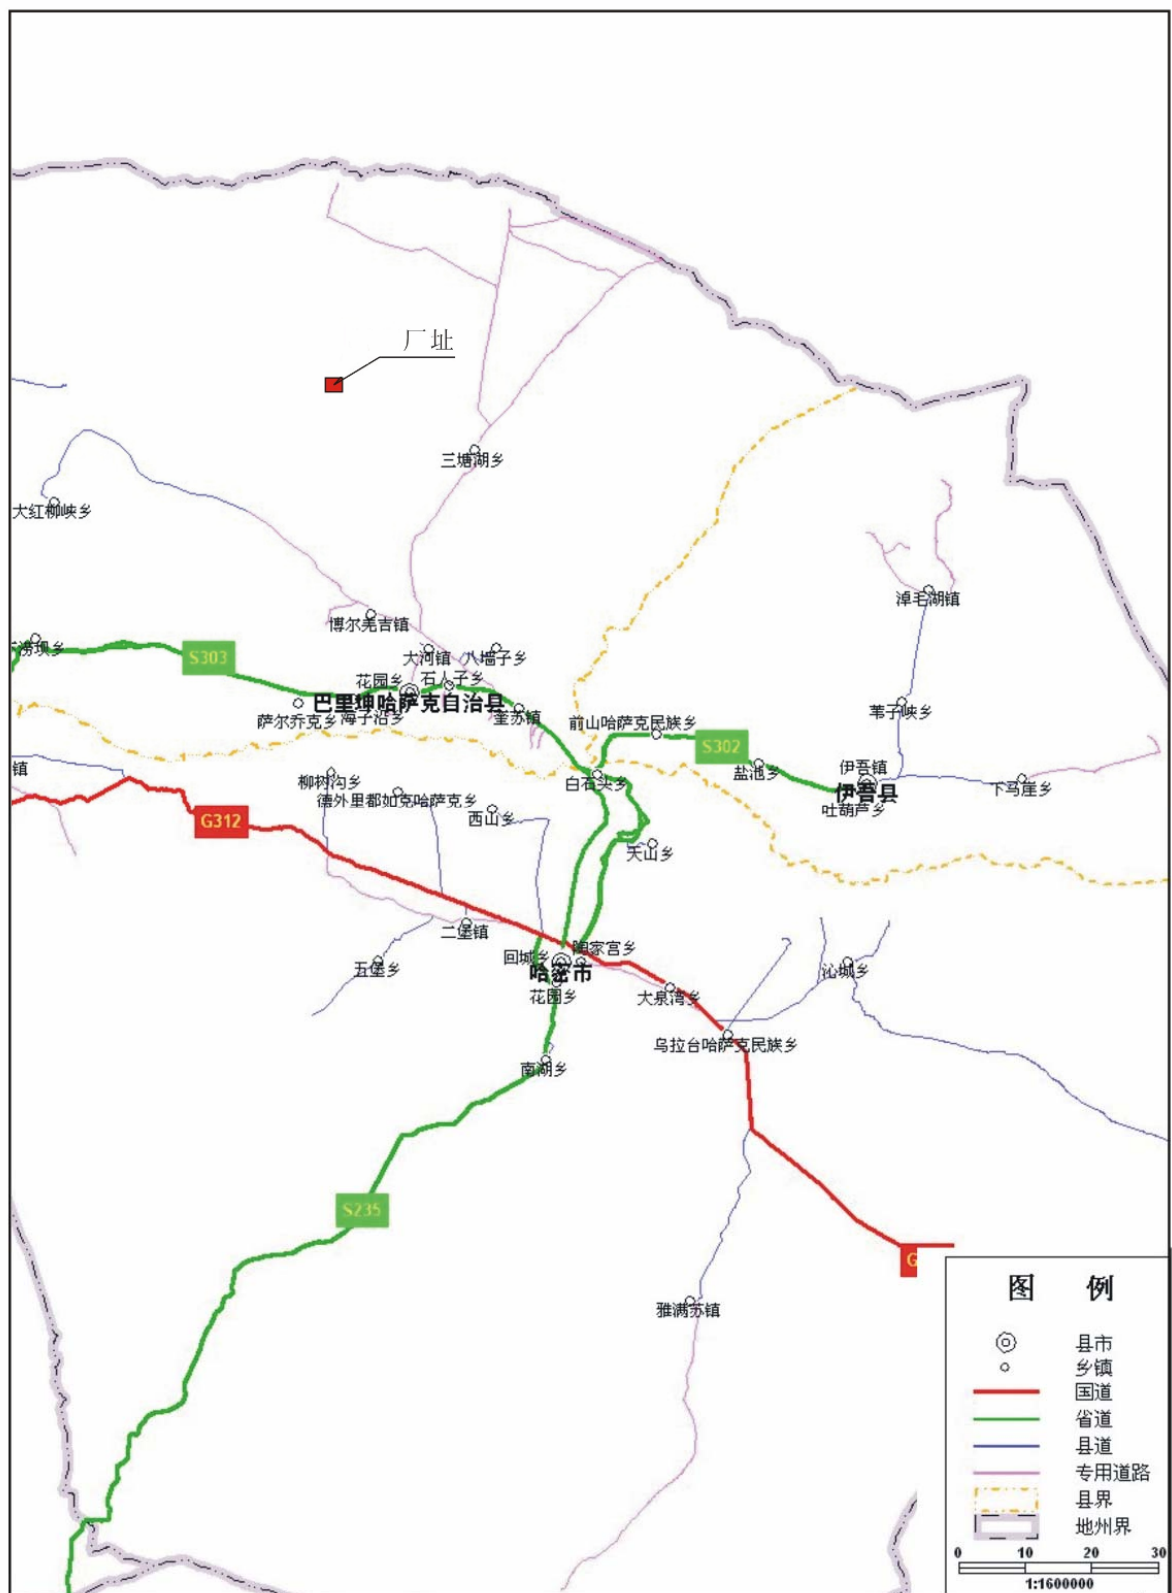 厂址
三塘湖乡
大红柳峡乡
淖毛湖镇
博尔羌吉镇
涝坝乡
S303
大河镇
八墙子乡
花园乡
石人子乡
巴里坤哈萨克自治县
萨尔乔克乡
海子沿乡
奎苏镇
苇子峡乡
前山哈萨克民族乡
S302
镇
柳树沟乡
白石头乡
盐池乡
伊吾镇
伊吾县
下马崖乡
德外里都如克哈萨克乡
吐葫芦乡
G312
西山乡
天山乡
二堡镇
回城乡
陶家宫乡
五堡乡
哈密市
沁城乡
花园乡
大泉湾乡
乌拉台哈萨克民族乡
南湖乡
S235
G
雅满苏镇
图 例
县市
乡镇
国道
省道
县道
专用道路
县界
地州界
0 10 20 30
1:1600000